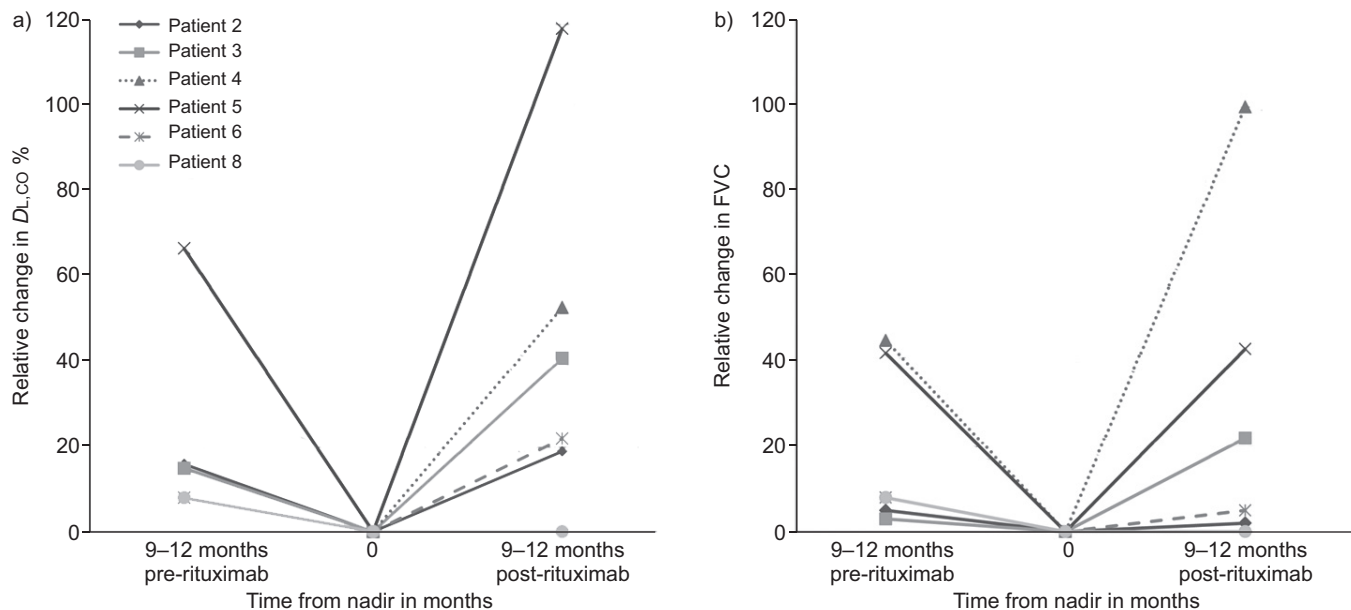 a)
120
100
80
60
40
20
0
Relative change in DL,CO %
Patient 2
Patient 3
Patient 4
Patient 5
Patient 6
Patient 8
9–12 months
pre-rituximab
0
9–12 months
post-rituximab
Time from nadir in months
b)
120
100
80
60
40
20
0
Relative change in FVC
9–12 months
pre-rituximab
0
9–12 months
post-rituximab
Time from nadir in months